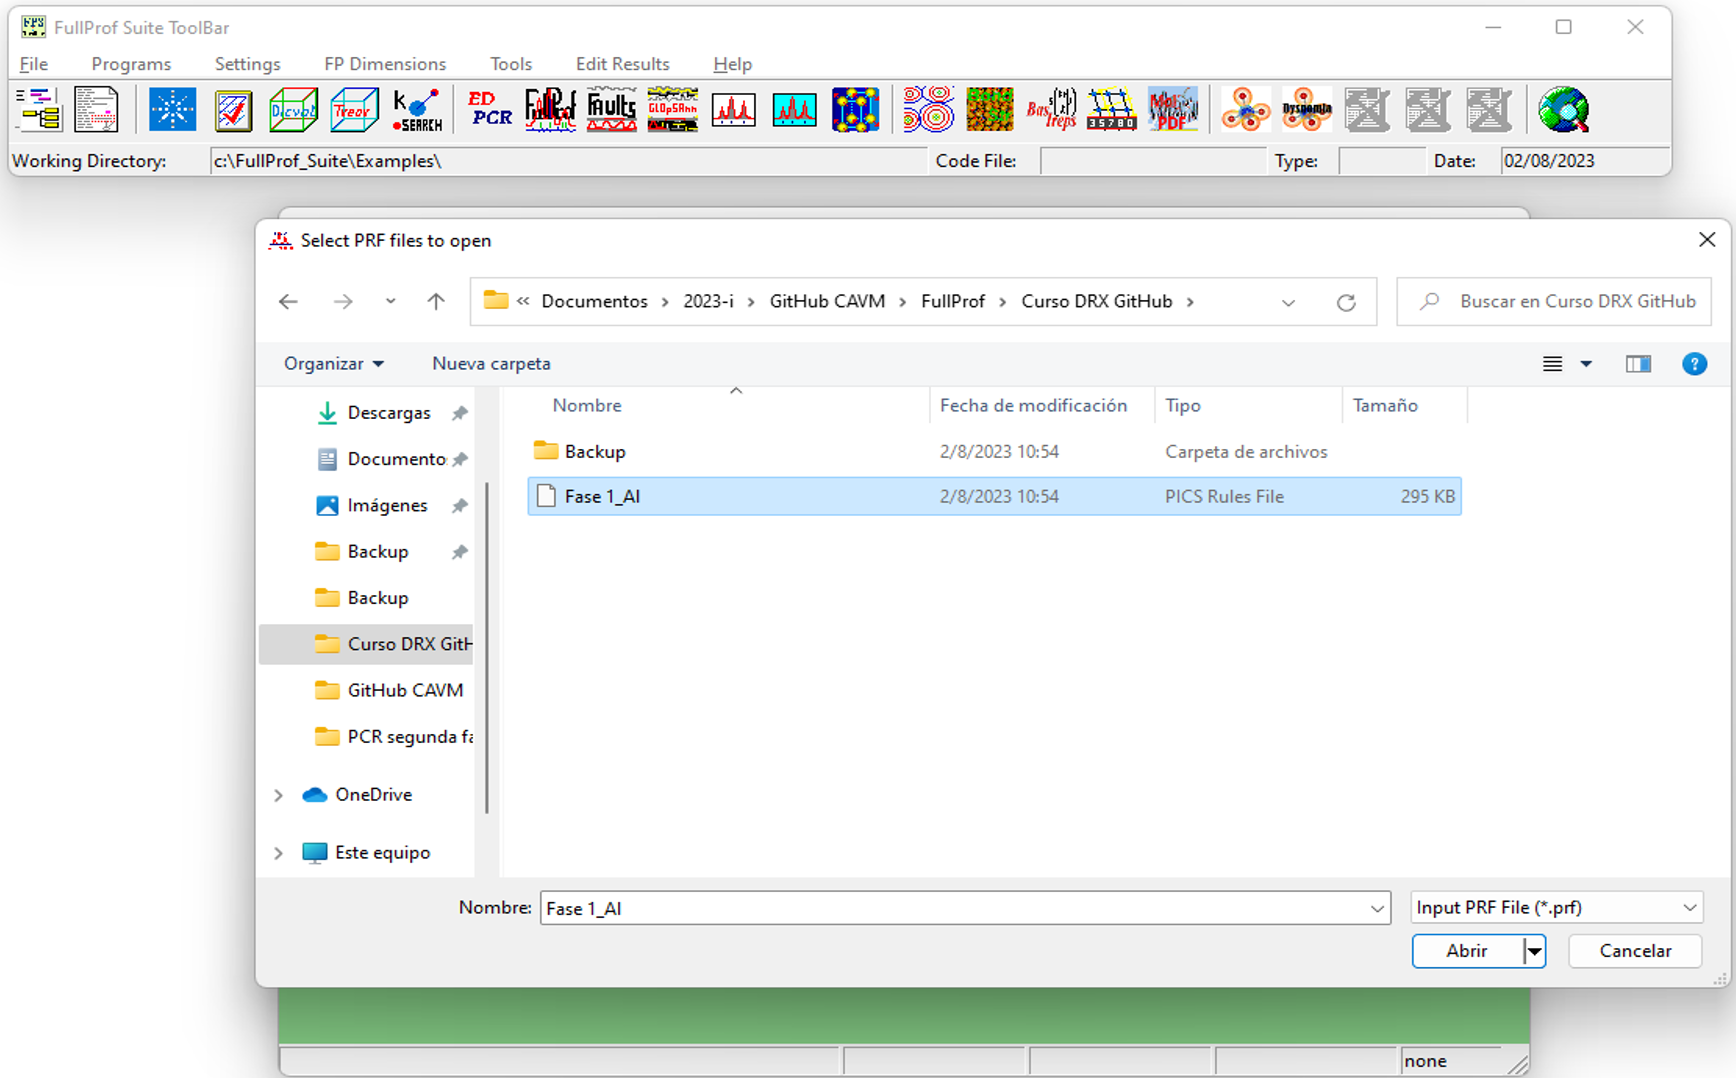 FullProf Suite ToolBar
File Programs Settings FP Dimensions Tools Edit Results Help
Dicvol Treor K SEARCH ED PCR FullProf Faults GLOpSAnn Bas Ireps 35780 Mol PDF Dysnomia
Working Directory: c:\FullProf_Suite\Examples\ Code File: Type: Date: 02/08/2023
Select PRF files to open
« Documentos > 2023-i > GitHub CAVM > FullProf > Curso DRX GitHub > Buscar en Curso DRX GitHub
Organizar Nueva carpeta
Nombre Fecha de modificación Tipo Tamaño
Descargas
Backup 2/8/2023 10:54 Carpeta de archivos
Documento
Fase 1_Al 2/8/2023 10:54 PICS Rules File 295 KB
Imágenes
Backup
Backup
Curso DRX GitH
GitHub CAVM
PCR segunda fa
OneDrive
Este equipo
Nombre: Fase 1_Al Input PRF File (*.prf)
Abrir Cancelar
none